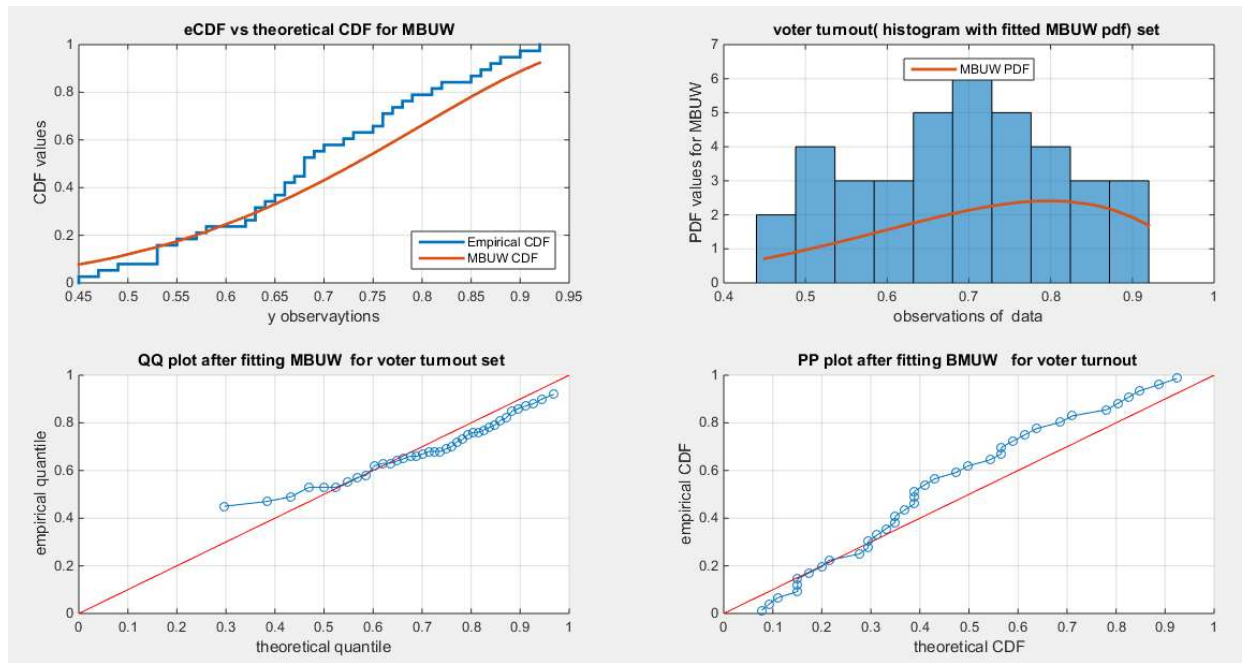 eCDF vs theoretical CDF for MBUW
1
0.8
0.6
0.4
0.2
0
CDF values
Empirical CDF
MBUW CDF
0.45 0.5 0.55 0.6 0.65 0.7 0.75 0.8 0.85 0.9 0.95
y observaytions
voter turnout( histogram with fitted MBUW pdf) set
7
6
5
4
3
2
1
0
PDF values for MBUW
MBUW PDF
0.4 0.5 0.6 0.7 0.8 0.9 1
observations of data
QQ plot after fitting MBUW for voter turnout set
1
0.8
0.6
0.4
0.2
0
empirical quantile
0 0.1 0.2 0.3 0.4 0.5 0.6 0.7 0.8 0.9 1
theoretical quantile
PP plot after fitting BMUW for voter turnout
1
0.8
0.6
0.4
0.2
0
empirical CDF
0 0.1 0.2 0.3 0.4 0.5 0.6 0.7 0.8 0.9 1
theoretical CDF